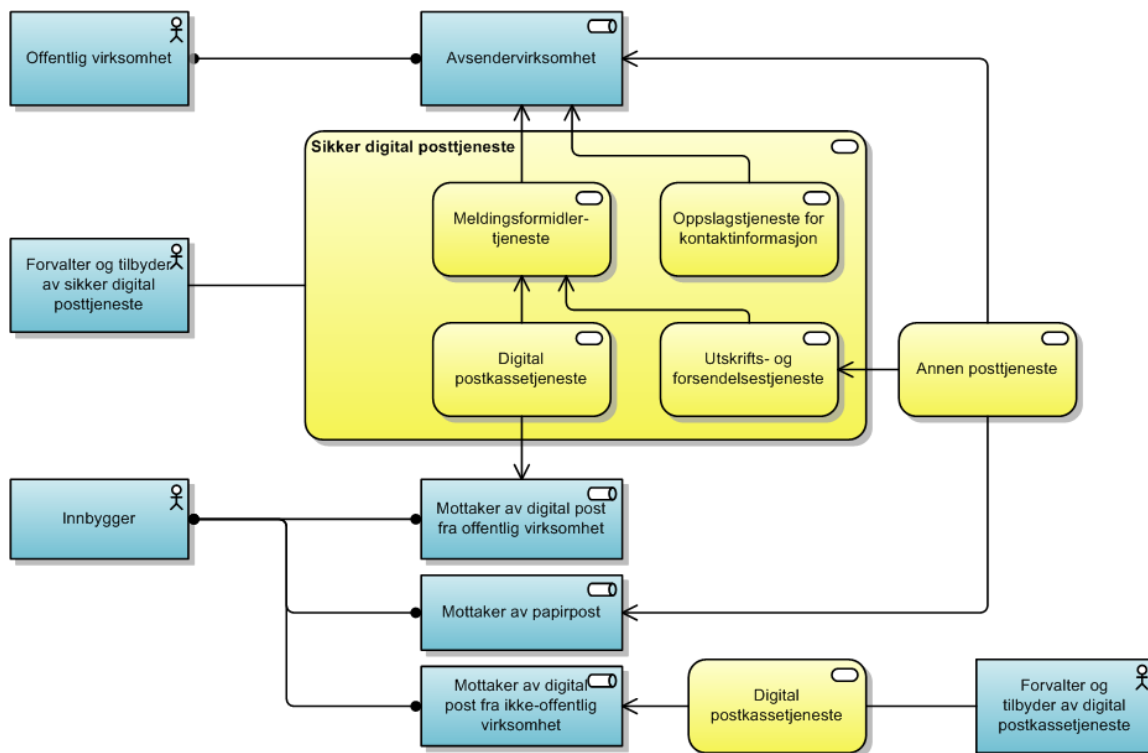 Offentlig virksomhet
Avsendervirksomhet
Sikker digital posttjeneste
Meldingsformidler-
tjeneste
Oppslagstjeneste for
kontaktinformasjon
Forvalter og tilbyder
av sikker digital
posttjeneste
Digital
postkassetjeneste
Utskrifts- og
forsendelsestjeneste
Annen posttjeneste
Innbygger
Mottaker av digital post
fra offentlig virksomhet
Mottaker av papirpost
Mottaker av digital
post fra ikke-offentlig
virksomhet
Digital
postkassetjeneste
Forvalter og
tilbyder av digital
postkassetjeneste